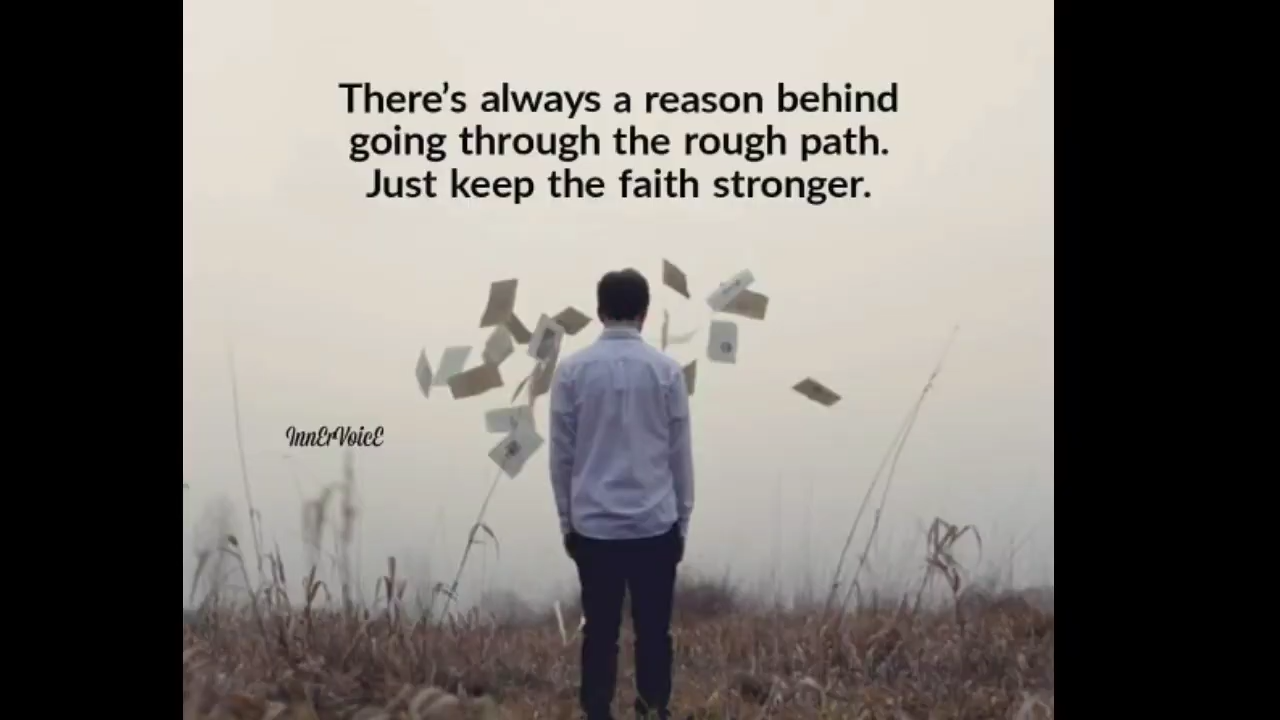 There’s always a reason behind
going through the rough path.
Just keep the faith stronger.
InnErVoicE